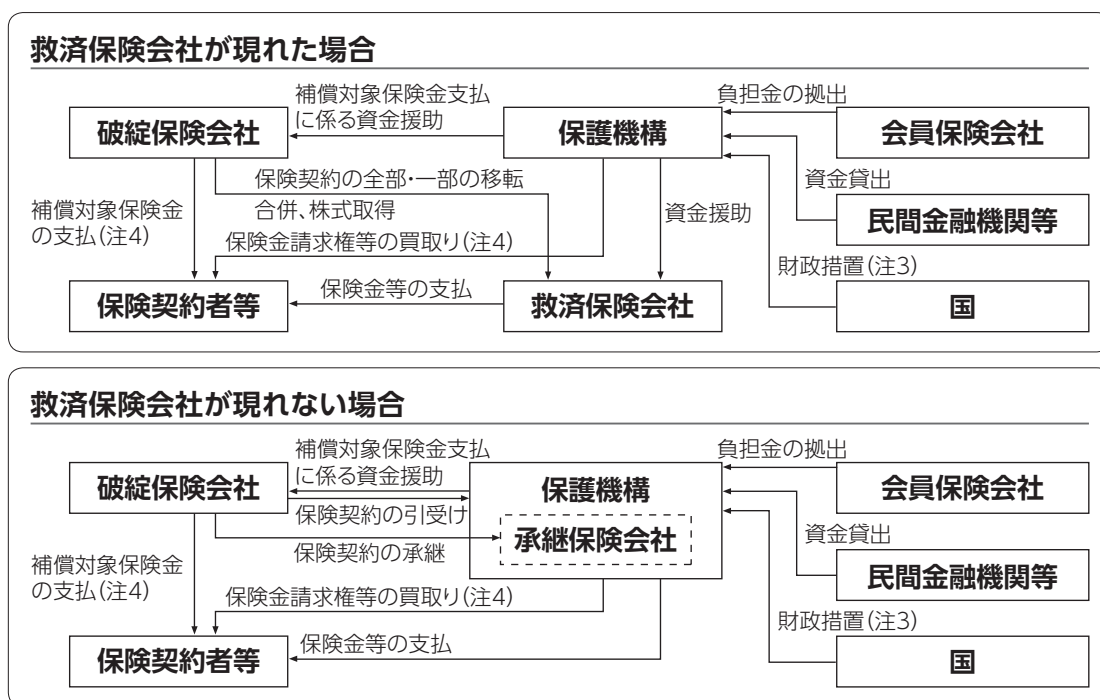 救済保険会社が現れた場合
補償対象保険金支払
に係る資金援助
負担金の拠出
破綻保険会社
保護機構
会員保険会社
保険契約の全部・一部の移転
合併、株式取得
資金貸出
補償対象保険金
の支払(注4)
資金援助
民間金融機関等
保険金請求権等の買取り(注4)
財政措置(注3)
保険金等の支払
保険契約者等
救済保険会社
国
救済保険会社が現れない場合
補償対象保険金支払
に係る資金援助
負担金の拠出
破綻保険会社
保護機構
会員保険会社
保険契約の引受け
承継保険会社
資金貸出
保険契約の承継
補償対象保険金
の支払(注4)
民間金融機関等
保険金請求権等の買取り(注4)
財政措置(注3)
保険金等の支払
保険契約者等
国